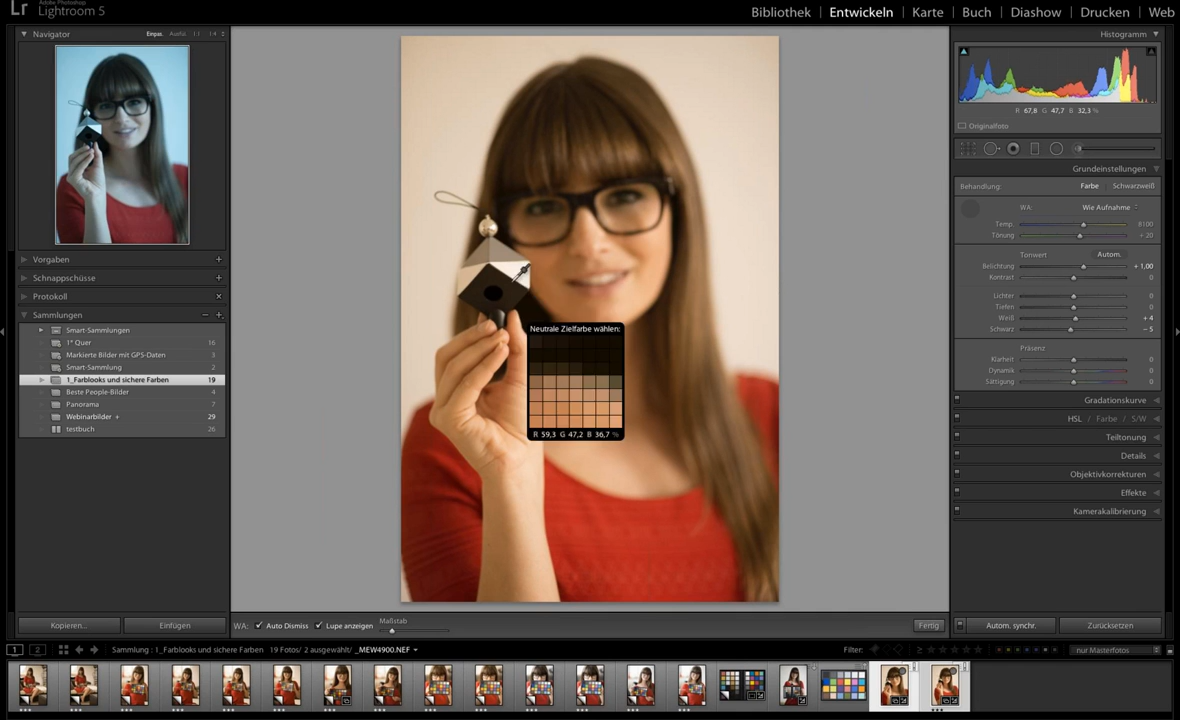 Lr Adobe Photoshop
Lightroom 5
Bibliothek | Entwickeln | Karte | Buch | Diashow | Drucken | Web
Navigator Einpas. Ausfül. 1:1 1:4
Vorgaben
Schnappschüsse
Protokoll
Sammlungen
Smart-Sammlungen
1* Quer 16
Markierte Bilder mit GPS-Daten 3
Smart-Sammlung 2
1_Farblooks und sichere Farben 19
Beste People-Bilder 4
Panorama 7
Webinarbilder + 29
testbuch 26
Kopieren... Einfügen
Neutrale Zielfarbe wählen:
R 59,3 G 47,2 B 36,7 %
WA: Auto Dismiss Lupe anzeigen Maßstab
Fertig
Histogramm
R 67,8 G 47,7 B 32,3 %
Originalfoto
Grundeinstellungen
Behandlung: Farbe Schwarzweiß
WA: Wie Aufnahme
Temp. 8100
Tönung + 20
Tonwert Autom.
Belichtung + 1,00
Kontrast 0
Lichter 0
Tiefen 0
Weiß + 4
Schwarz − 5
Präsenz
Klarheit 0
Dynamik 0
Sättigung 0
Gradationskurve
HSL / Farbe / S/W
Teiltonung
Details
Objektivkorrekturen
Effekte
Kamerakalibrierung
Autom. synchr. Zurücksetzen
1 2 Sammlung : 1_Farblooks und sichere Farben 19 Fotos/ 2 ausgewählt/ _MEW4900.NEF
Filter: nur Masterfotos